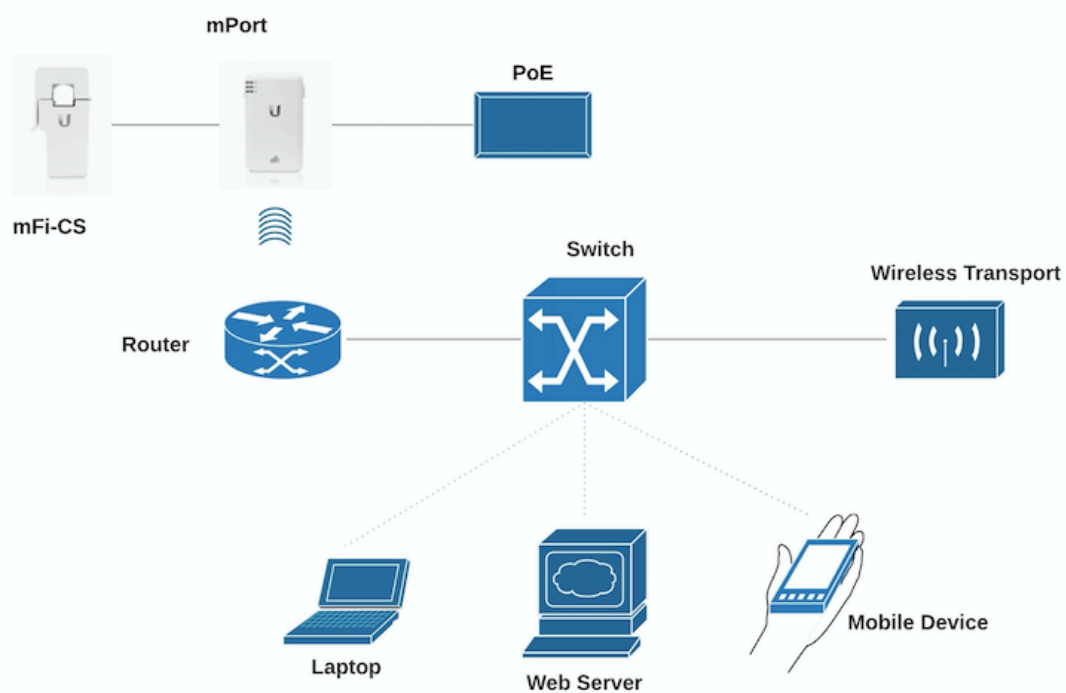 mPort
PoE
mFi-CS
Switch
Wireless Transport
Router
Mobile Device
Laptop
Web Server